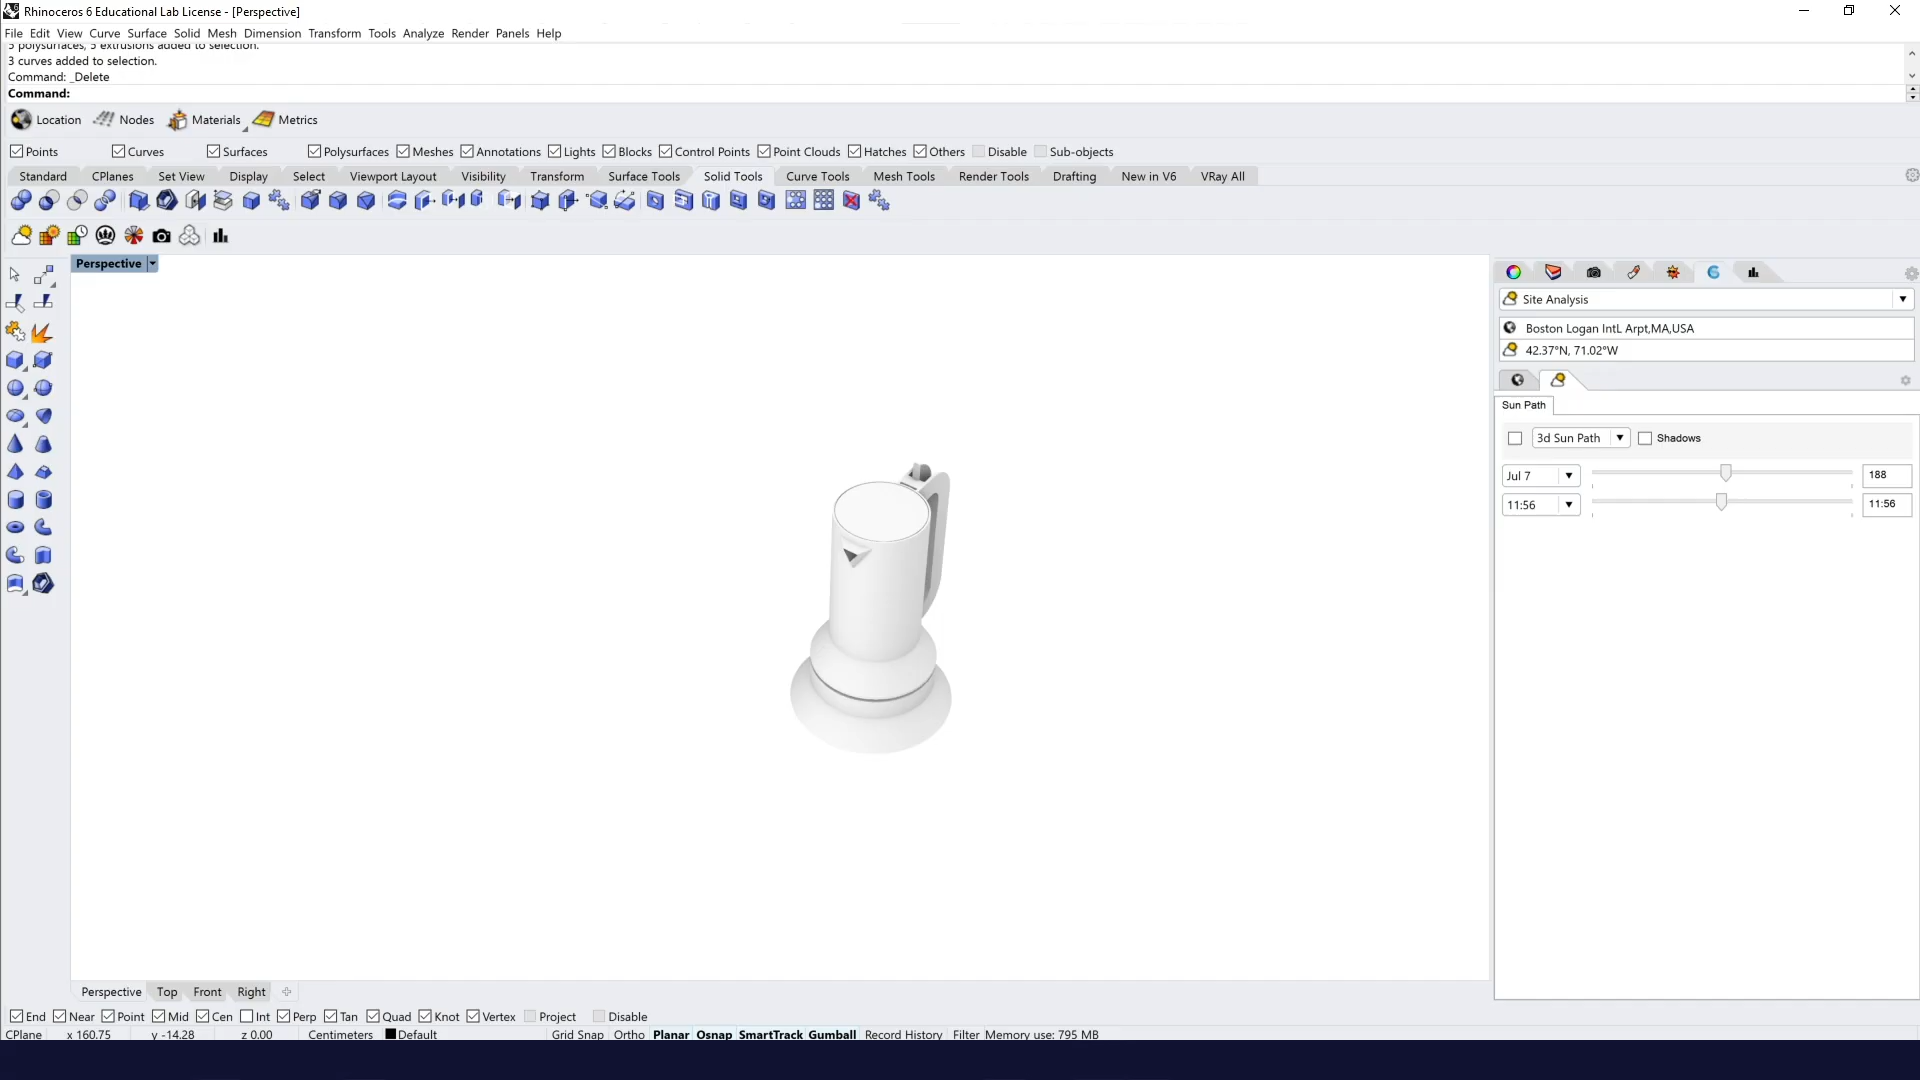 Rhinoceros 6 Educational Lab License - [Perspective]
File Edit View Curve Surface Solid Mesh Dimension Transform Tools Analyze Render Panels Help
5 polysurfaces, 5 extrusions added to selection.
3 curves added to selection.
Command: _Delete
Command:
Location Nodes Materials Metrics
Points Curves Surfaces Polysurfaces Meshes Annotations Lights Blocks Control Points Point Clouds Hatches Others Disable Sub-objects
Standard CPlanes Set View Display Select Viewport Layout Visibility Transform Surface Tools Solid Tools Curve Tools Mesh Tools Render Tools Drafting New in V6 VRay All
Perspective
Site Analysis
Boston Logan IntL Arpt,MA,USA
42.37°N, 71.02°W
Sun Path
3d Sun Path Shadows
Jul 7 188
11:56 11:56
Perspective Top Front Right
End Near Point Mid Cen Int Perp Tan Quad Knot Vertex Project Disable
CPlane x 160.75 y -14.28 z 0.00 Centimeters Default Grid Snap Ortho Planar Osnap SmartTrack Gumball Record History Filter Memory use: 795 MB